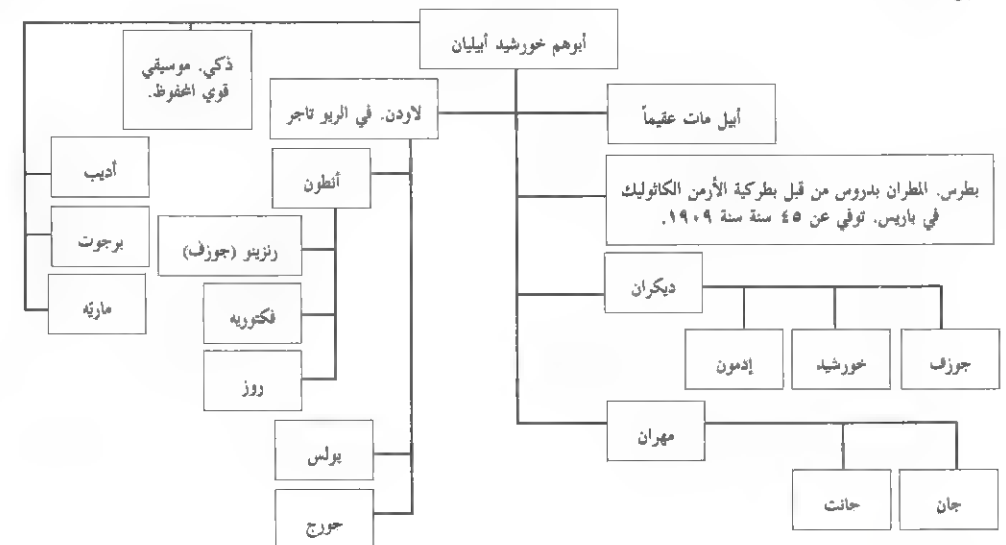 أبوهم خورشيد أبيليان
ذكي. موسيقي
قوي المحفوظ.
لاودن. في الريو تاجر
أبيل مات عقيماً
بطرس. المطران بدروس من قبل بطركية الأرمن الكاثوليك
في باريس. توفي عن ٤٥ سنة سنة ١٩٠٩.
ديكران
جوزف
خورشيد
إدمون
مهران
جان
جانت
أنطون
رنزينو (جوزف)
فكتوريه
روز
بولس
جورج
أديب
برجوت
ماريّه